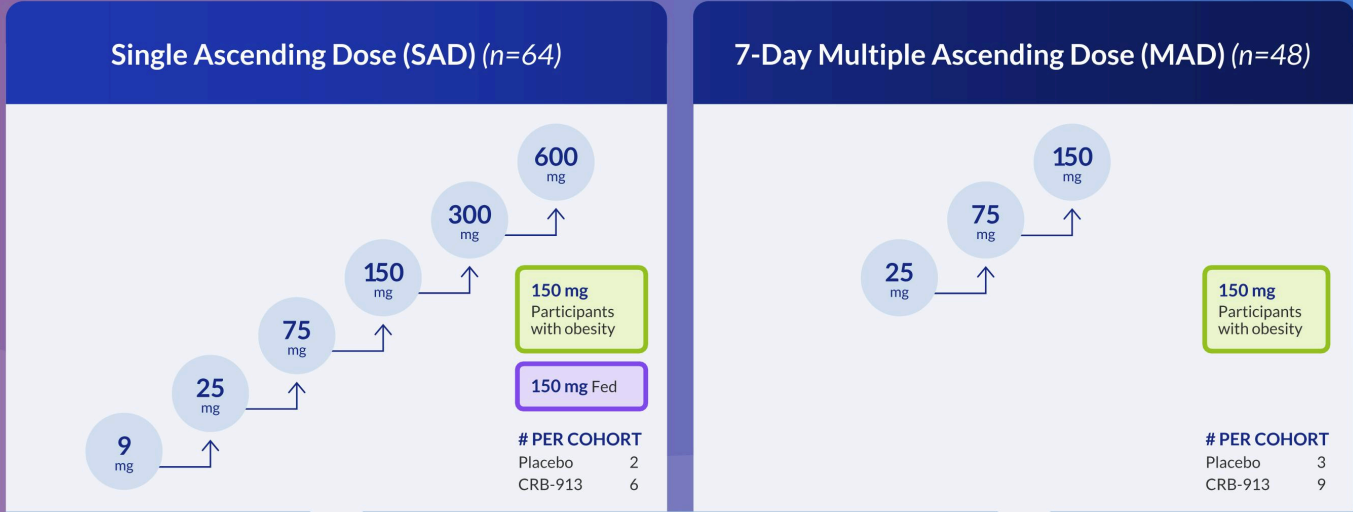 Single Ascending Dose (SAD) (n=64)
600
mg
300
mg
150
mg
75
mg
25
mg
9
mg
150 mg
Participants
with obesity
150 mg Fed
# PER COHORT
Placebo 2
CRB-913 6
7-Day Multiple Ascending Dose (MAD) (n=48)
150
mg
75
mg
25
mg
150 mg
Participants
with obesity
# PER COHORT
Placebo 3
CRB-913 9